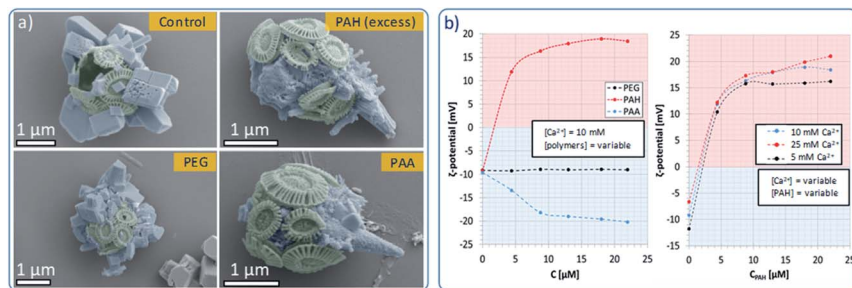 a)
Control
PAH (excess)
1 µm
1 µm
PEG
PAA
1 µm
1 µm
b)
ζ-potential [mV]
20
15
10
5
0
-5
-10
-15
-20
-25
PEG
PAH
PAA
[Ca²⁺] = 10 mM
[polymers] = variable
0 5 10 15 20 25
C [µM]
ζ-potential [mV]
25
20
15
10
5
0
-5
-10
-15
-20
10 mM Ca²⁺
25 mM Ca²⁺
5 mM Ca²⁺
[Ca²⁺] = variable
[PAH] = variable
0 5 10 15 20 25
C_PAH [µM]